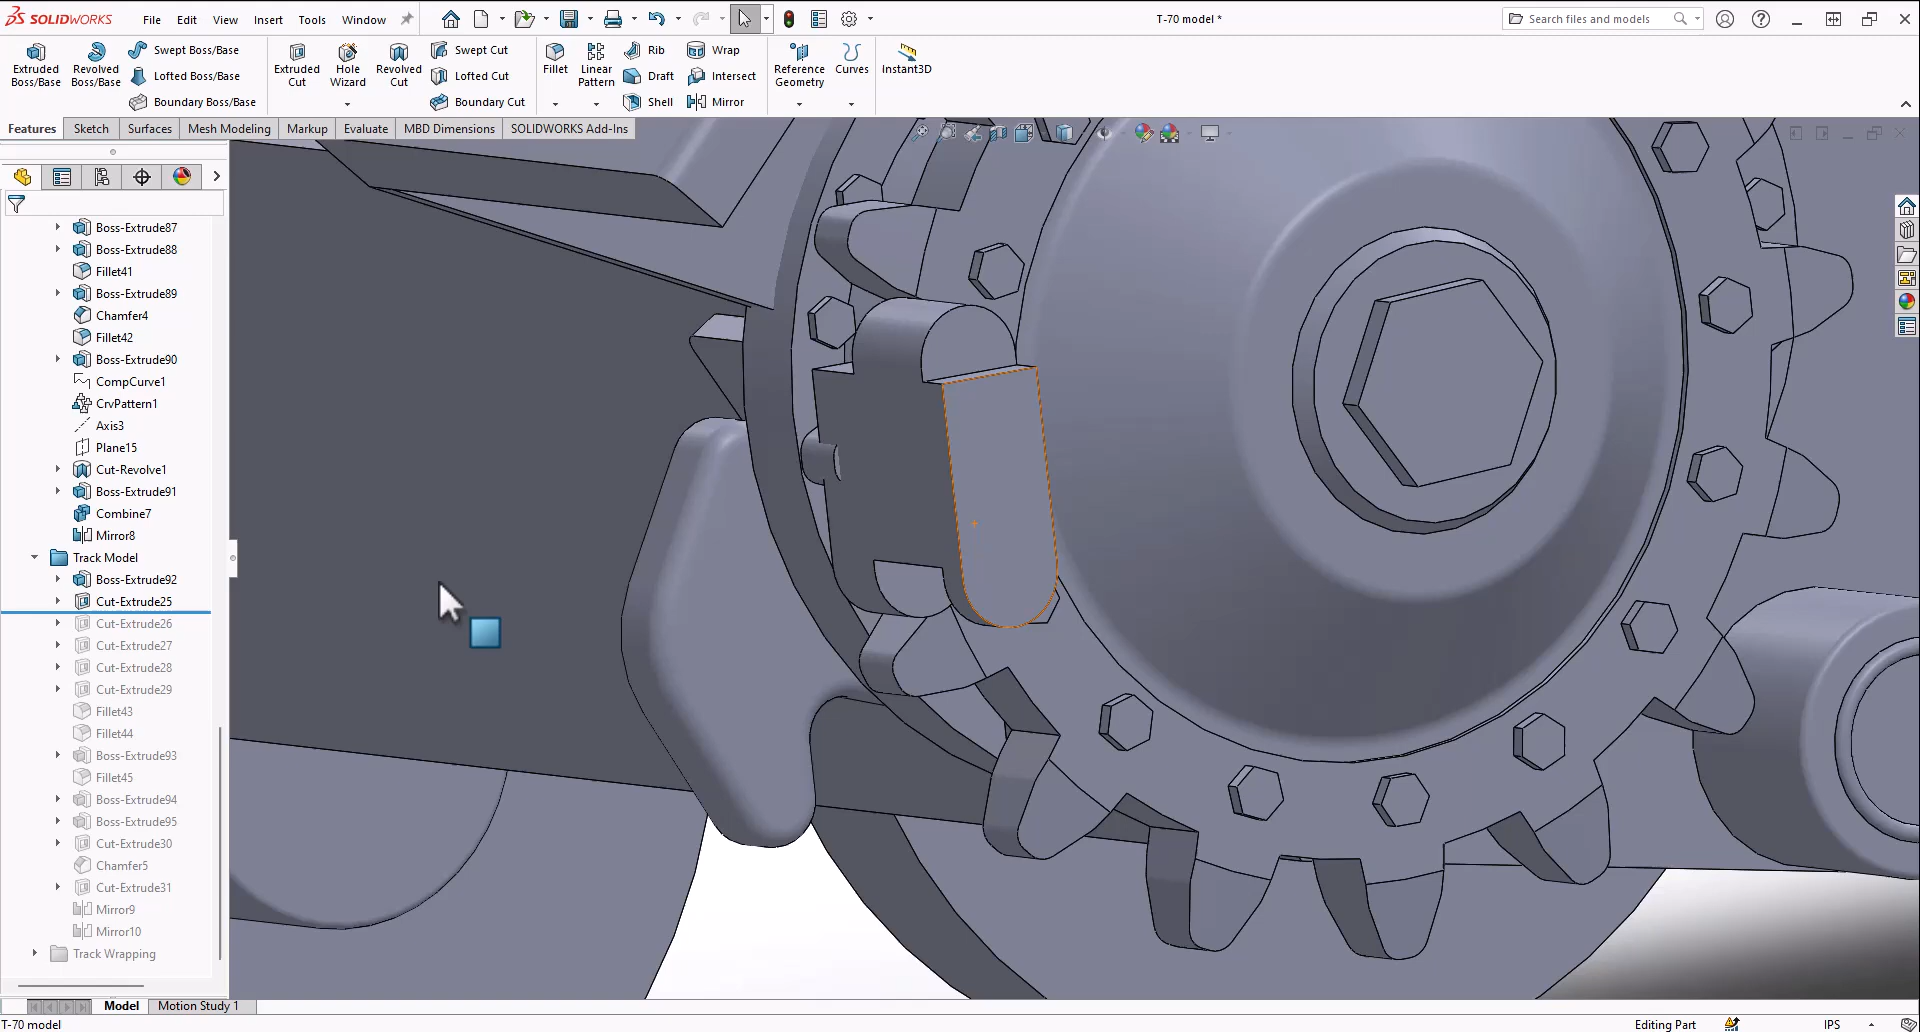 SOLIDWORKS
File Edit View Insert Tools Window
T-70 model *
Search files and models
Extruded Boss/Base
Revolved Boss/Base
Swept Boss/Base
Lofted Boss/Base
Boundary Boss/Base
Extruded Cut
Hole Wizard
Revolved Cut
Swept Cut
Lofted Cut
Boundary Cut
Fillet
Linear Pattern
Rib
Draft
Shell
Wrap
Intersect
Mirror
Reference Geometry
Curves
Instant3D
Features Sketch Surfaces Mesh Modeling Markup Evaluate MBD Dimensions SOLIDWORKS Add-Ins
Boss-Extrude87
Boss-Extrude88
Fillet41
Boss-Extrude89
Chamfer4
Fillet42
Boss-Extrude90
CompCurve1
CrvPattern1
Axis3
Plane15
Cut-Revolve1
Boss-Extrude91
Combine7
Mirror8
Track Model
Boss-Extrude92
Cut-Extrude25
Cut-Extrude26
Cut-Extrude27
Cut-Extrude28
Cut-Extrude29
Fillet43
Fillet44
Boss-Extrude93
Fillet45
Boss-Extrude94
Boss-Extrude95
Cut-Extrude30
Chamfer5
Cut-Extrude31
Mirror9
Mirror10
Track Wrapping
Model Motion Study 1
T-70 model
Editing Part
IPS